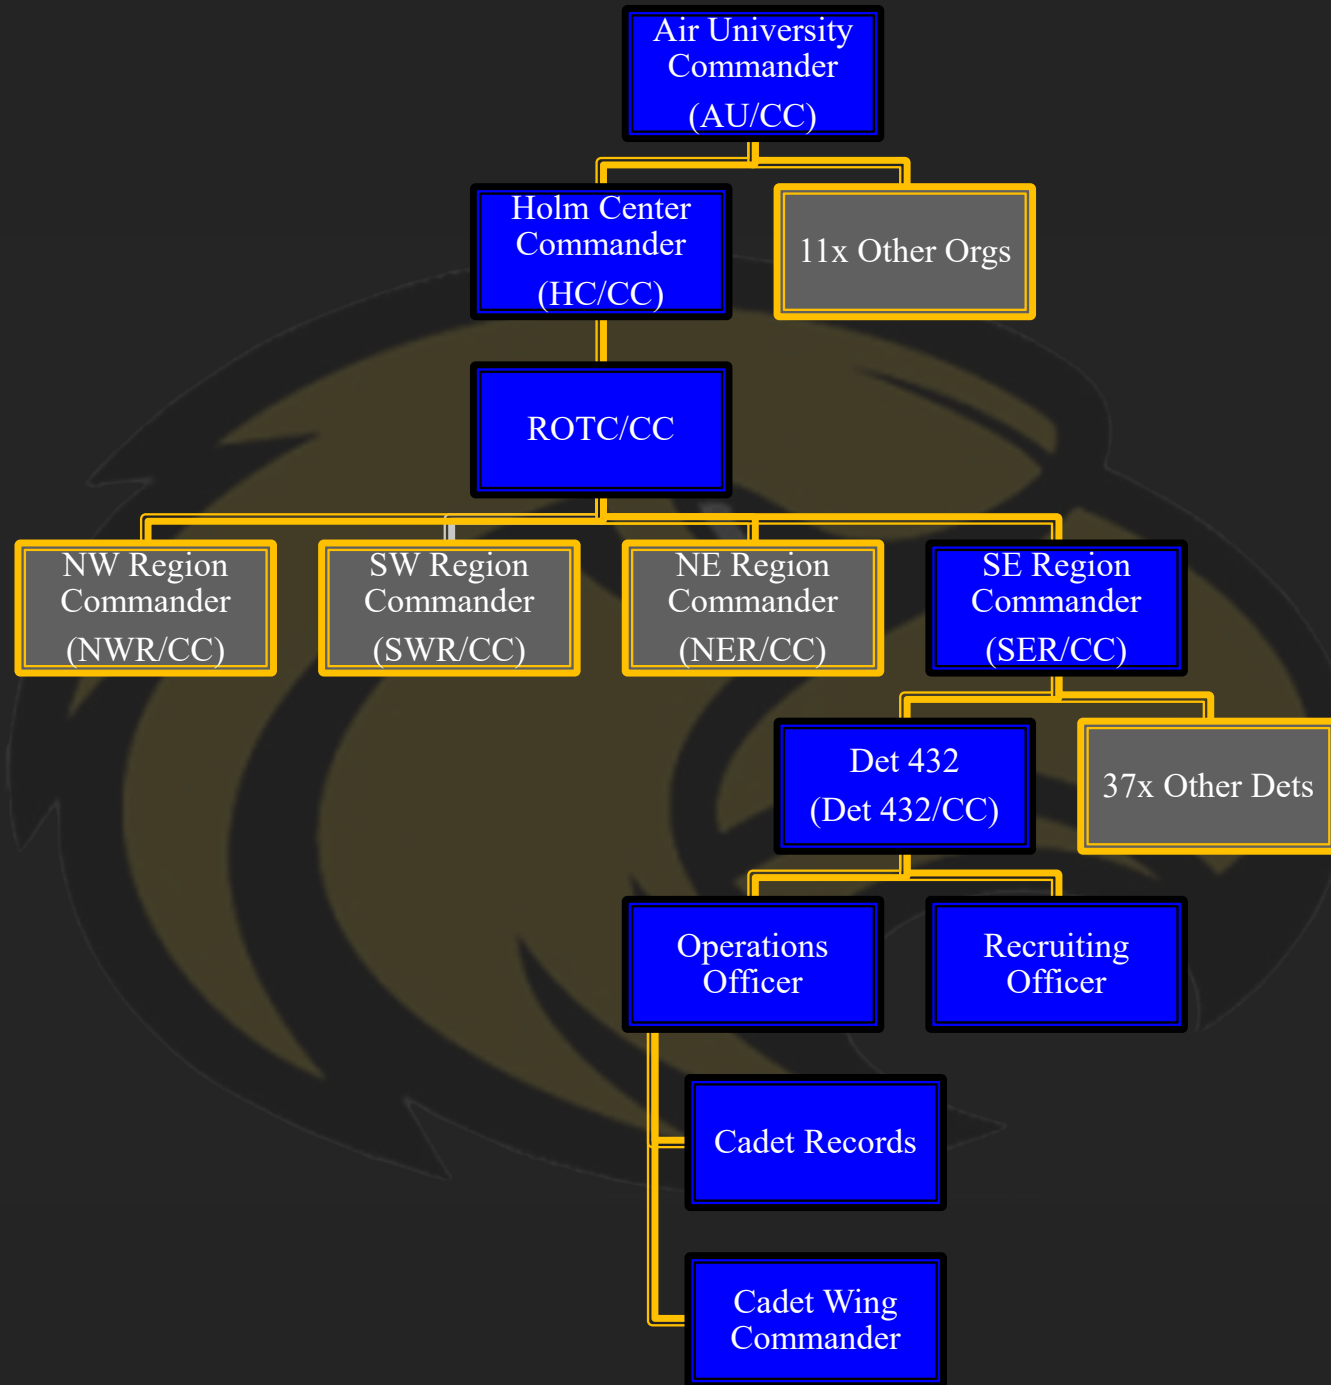 Air University
Commander
(AU/CC)
Holm Center
Commander
(HC/CC)
11x Other Orgs
ROTC/CC
NW Region
Commander
(NWR/CC)
SW Region
Commander
(SWR/CC)
NE Region
Commander
(NER/CC)
SE Region
Commander
(SER/CC)
Det 432
(Det 432/CC)
37x Other Dets
Operations
Officer
Recruiting
Officer
Cadet Records
Cadet Wing
Commander